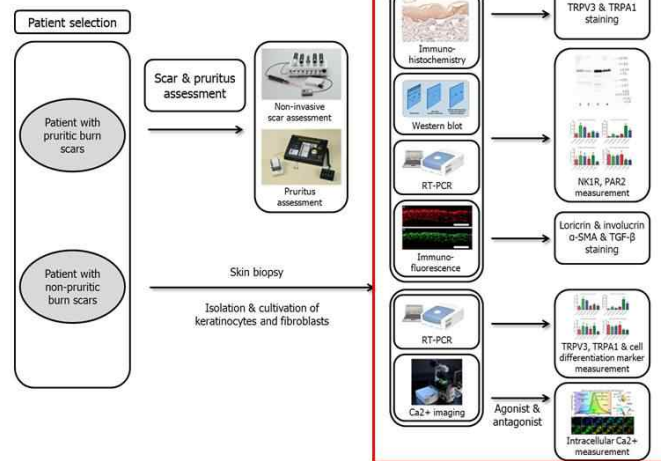 Patient selection
Patient with
pruritic burn
scars
Patient with
non-pruritic
burn scars
Scar & pruritus
assessment
Non-invasive
scar assessment
Pruritus
assessment
Skin biopsy
Isolation & cultivation of
keratinocytes and fibroblasts
Immuno-
histochemistry
Western blot
RT-PCR
Immuno-
fluorescence
RT-PCR
Ca2+ imaging
Agonist &
antagonist
TRPV3 & TRPA1
staining
NK1R, PAR2
measurement
Loricrin & involucrin
α-SMA & TGF-β
staining
TRPV3, TRPA1 & cell
differentiation marker
measurement
Intracellular Ca2+
measurement